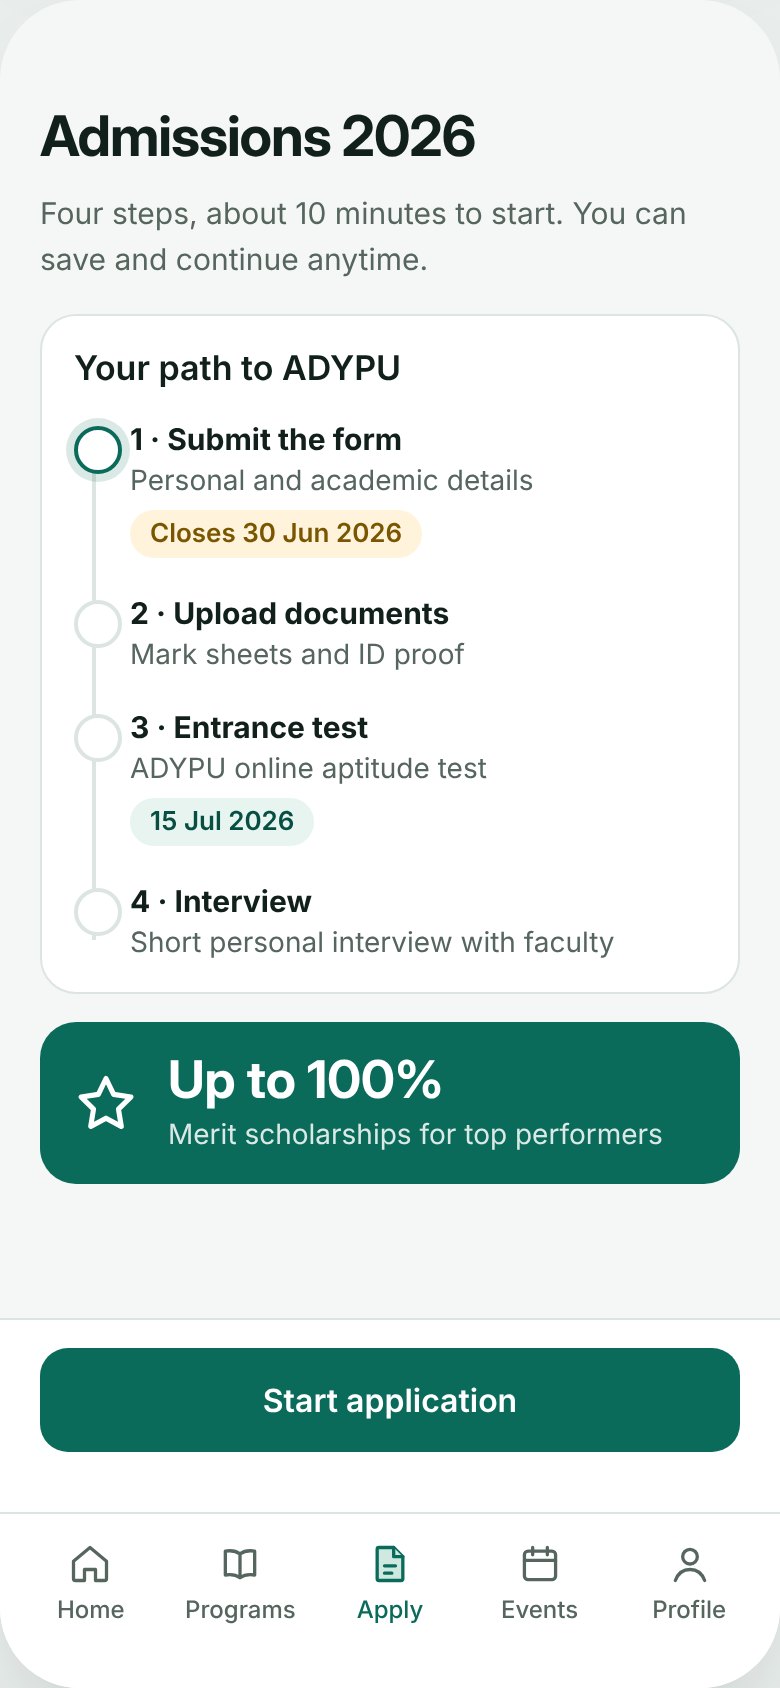 Admissions 2026
Four steps, about 10 minutes to start. You can
save and continue anytime.
Your path to ADYPU
1 · Submit the form
Personal and academic details
Closes 30 Jun 2026
2 · Upload documents
Mark sheets and ID proof
3 · Entrance test
ADYPU online aptitude test
15 Jul 2026
4 · Interview
Short personal interview with faculty
Up to 100%
Merit scholarships for top performers
Start application
Home
Programs
Apply
Events
Profile